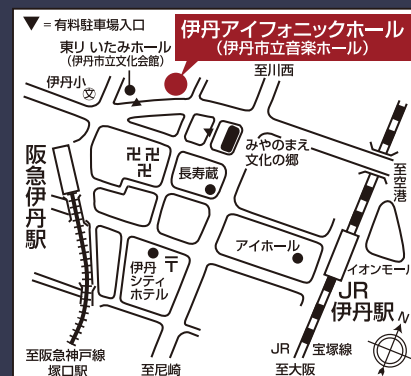 ▼=有料駐車場入口
伊丹アイフォニックホール
（伊丹市立音楽ホール）
東リ いたみホール
（伊丹市立文化会館）
伊丹小
文
至川西
みやのまえ
文化の郷
卍 卍
卍
長寿蔵
阪急伊丹駅
至空港
アイホール
伊丹
シティ
ホテル
〒
イオンモール
JR
伊丹駅
N
JR 宝塚線
至阪急神戸線
塚口駅
至尼崎
至大阪